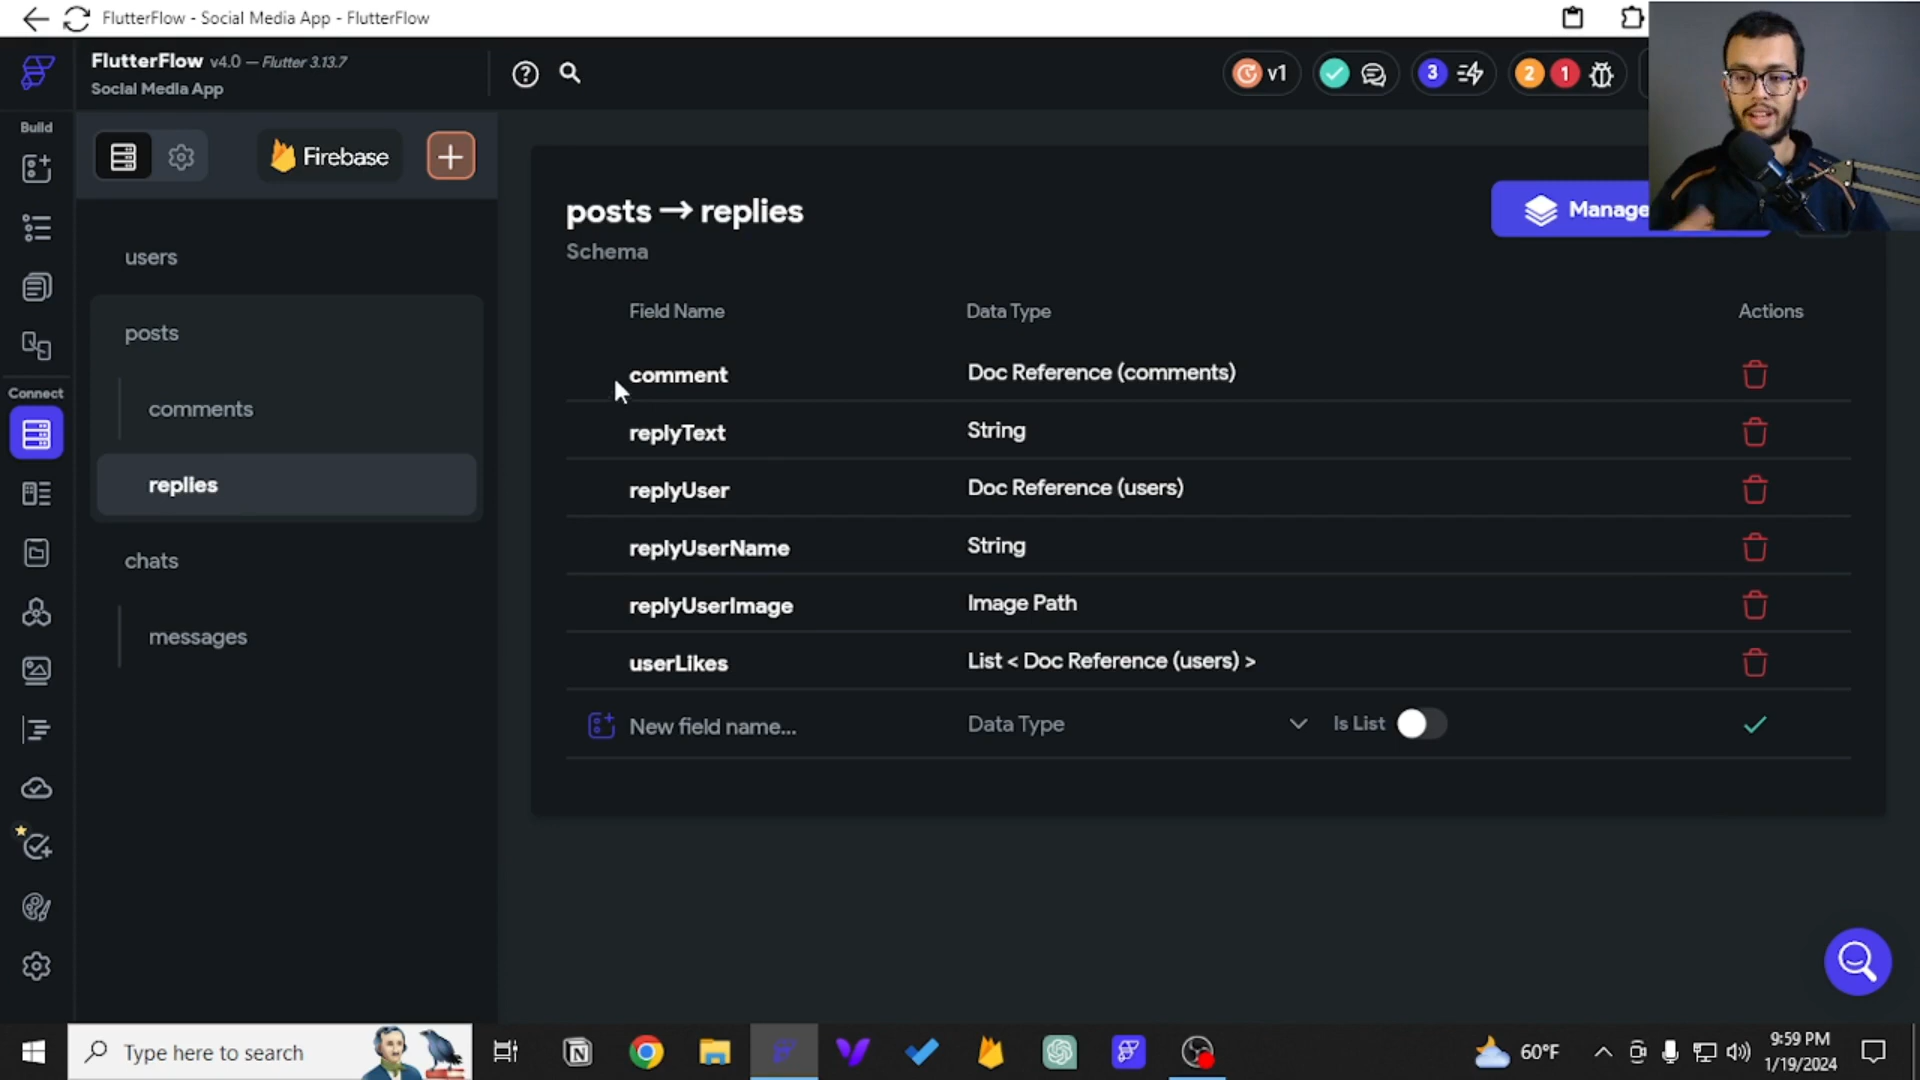 FlutterFlow - Social Media App - FlutterFlow
FlutterFlow v4.0 — Flutter 3.13.7
Social Media App
v1
3
2 1
Build
Firebase
Connect
users
posts
comments
replies
chats
messages
posts → replies
Schema
Manage
Field Name Data Type Actions
comment Doc Reference (comments)
replyText String
replyUser Doc Reference (users)
replyUserName String
replyUserImage Image Path
userLikes List < Doc Reference (users) >
New field name... Data Type Is List
Type here to search
60°F
9:59 PM
1/19/2024